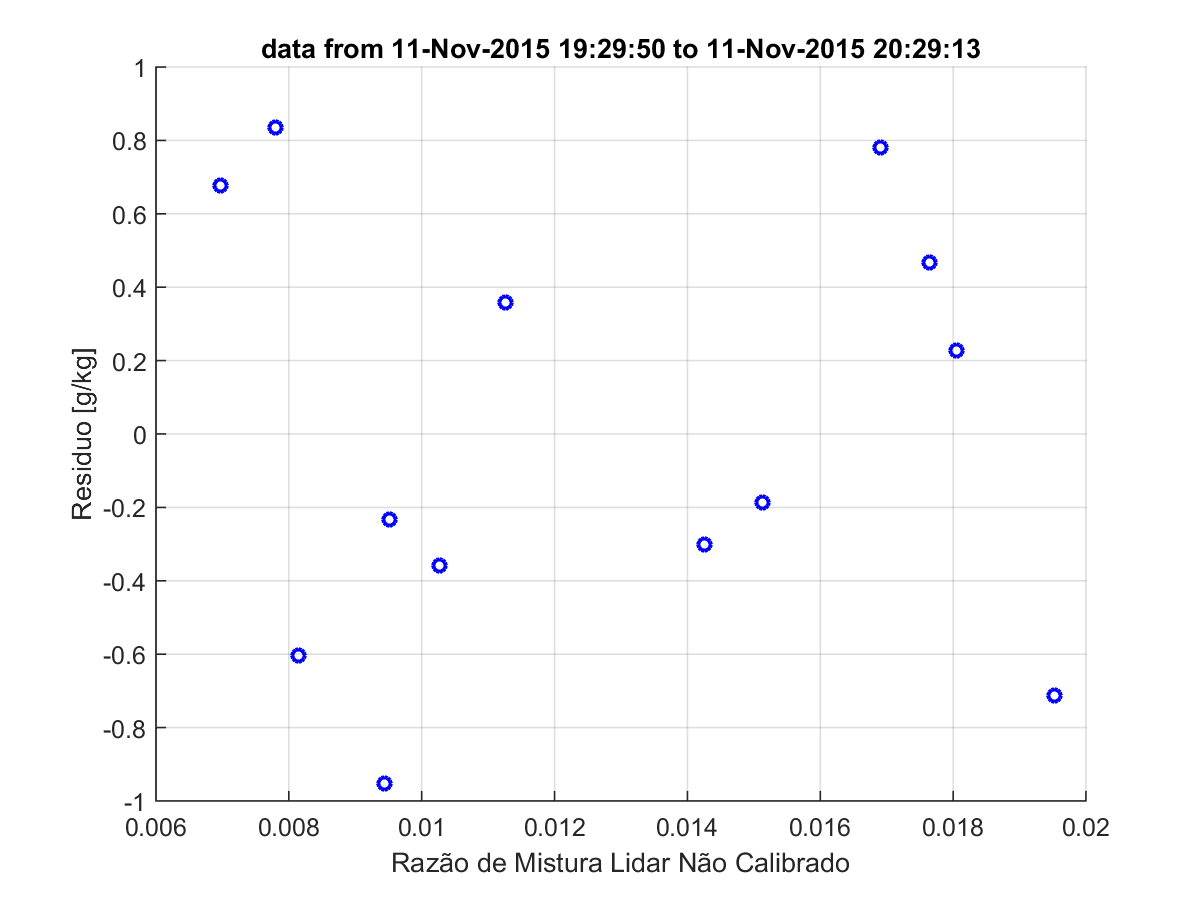 data from 11-Nov-2015 19:29:50 to 11-Nov-2015 20:29:13
1
0.8
0.6
0.4
0.2
0
-0.2
-0.4
-0.6
-0.8
-1
Residuo [g/kg]
0.006 0.008 0.01 0.012 0.014 0.016 0.018 0.02
Razão de Mistura Lidar Não Calibrado